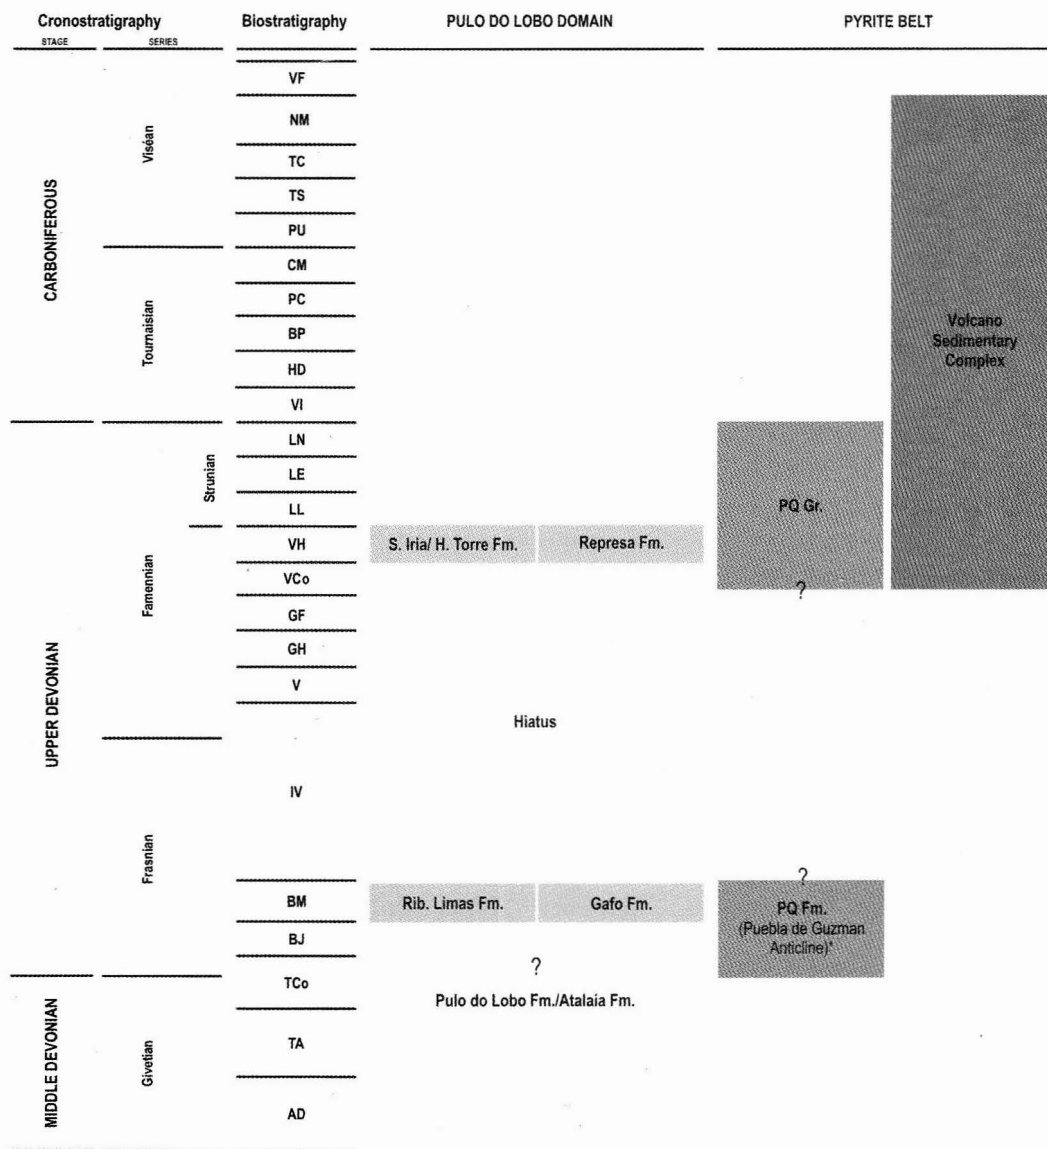 Cronostratigraphy Biostratigraphy PULO DO LOBO DOMAIN PYRITE BELT
STAGE SERIES
CARBONIFEROUS
UPPER DEVONIAN
MIDDLE DEVONIAN
Viséan
Tournaisian
Famennian
Strunian
Frasnian
Givetian
VF
NM
TC
TS
PU
CM
PC
BP
HD
VI
LN
LE
LL
VH
VCo
GF
GH
V
IV
BM
BJ
TCo
TA
AD
S. Iria/ H. Torre Fm. Represa Fm.
Hiatus
Rib. Limas Fm. Gafo Fm.
?
Pulo do Lobo Fm./Atalaia Fm.
Volcano
Sedimentary
Complex
PQ Gr.
?
?
PQ Fm.
(Puebla de Guzman
Anticline)*